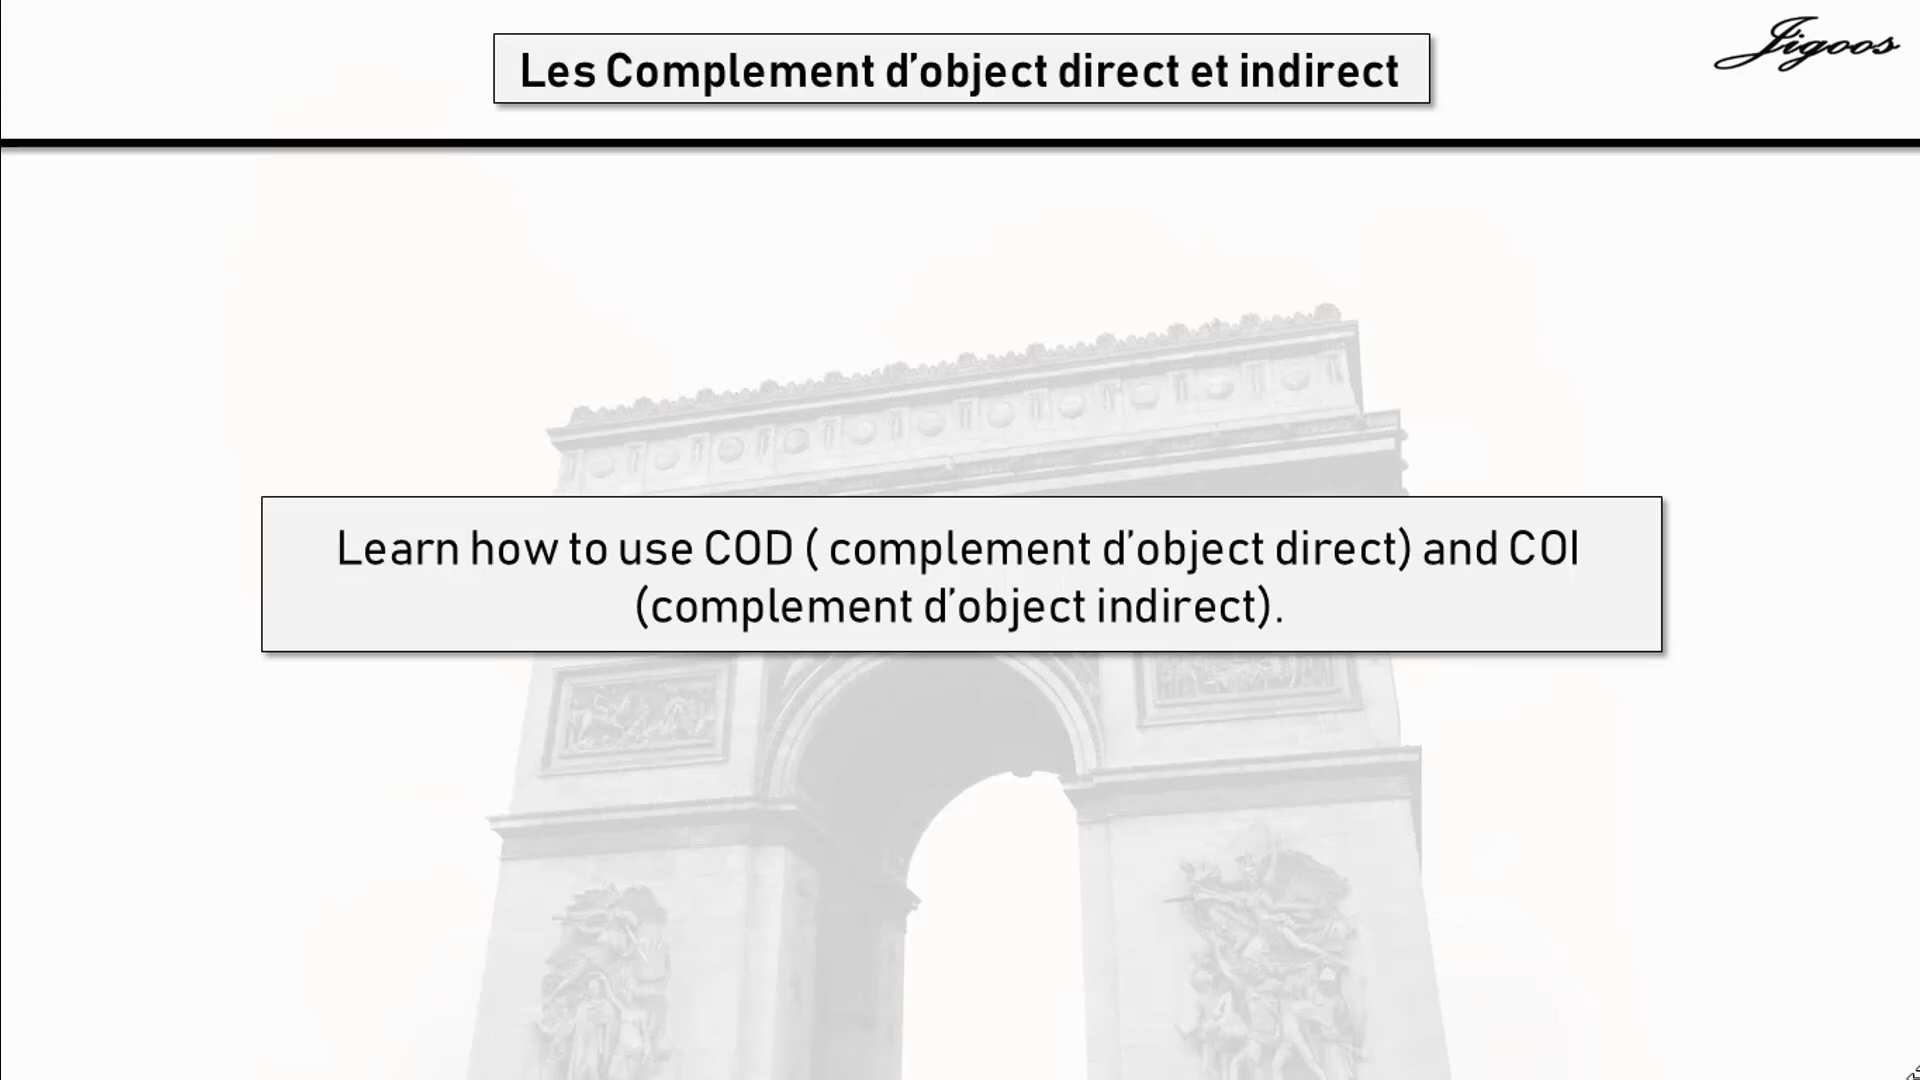 Les Complement d’object direct et indirect
Jigoos
Learn how to use COD ( complement d’object direct) and COI
(complement d’object indirect).